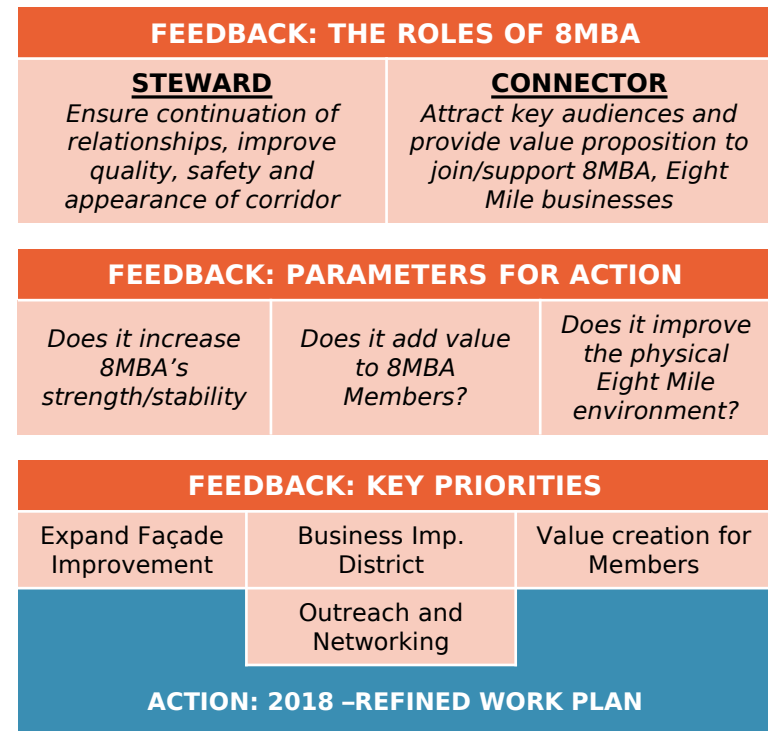 FEEDBACK: THE ROLES OF 8MBA
STEWARD
Ensure continuation of
relationships, improve
quality, safety and
appearance of corridor
CONNECTOR
Attract key audiences and
provide value proposition to
join/support 8MBA, Eight
Mile businesses
FEEDBACK: PARAMETERS FOR ACTION
Does it increase
8MBA’s
strength/stability
Does it add value
to 8MBA
Members?
Does it improve
the physical
Eight Mile
environment?
FEEDBACK: KEY PRIORITIES
Expand Façade
Improvement
Business Imp.
District
Value creation for
Members
Outreach and
Networking
ACTION: 2018 –REFINED WORK PLAN